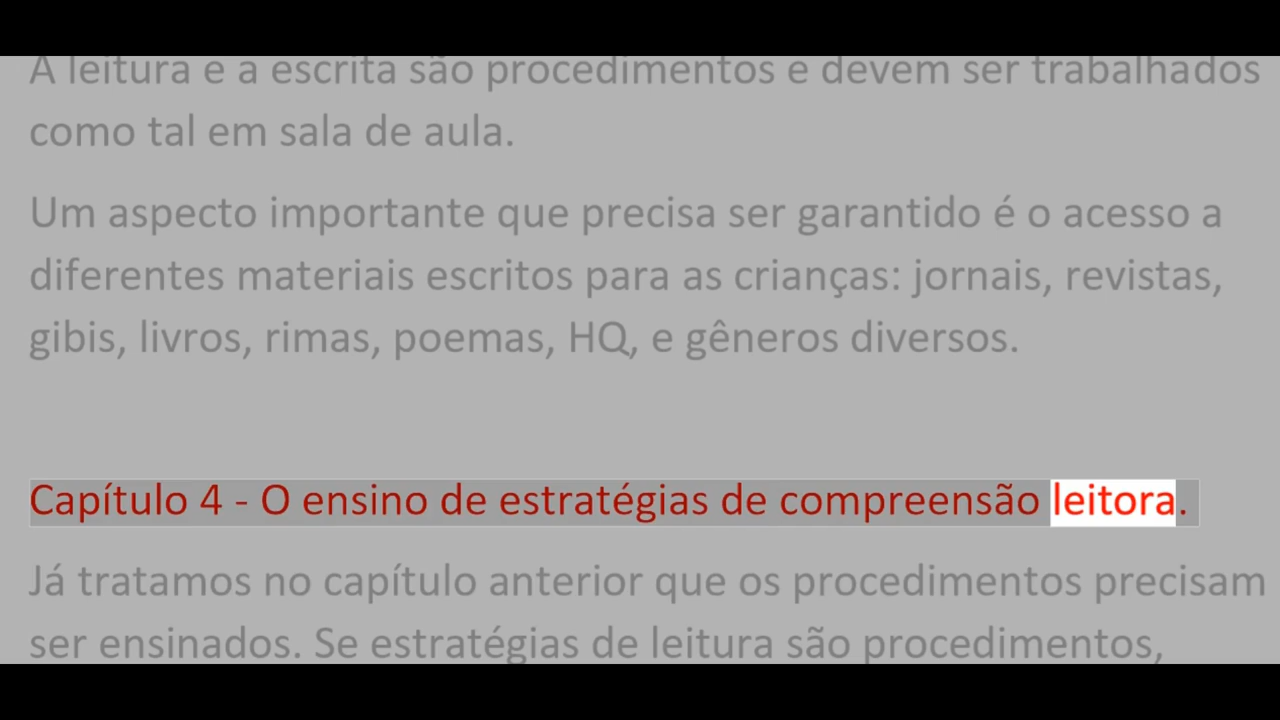 A leitura e a escrita são procedimentos e devem ser trabalhados
como tal em sala de aula.
Um aspecto importante que precisa ser garantido é o acesso a
diferentes materiais escritos para as crianças: jornais, revistas,
gibis, livros, rimas, poemas, HQ, e gêneros diversos.
Capítulo 4 - O ensino de estratégias de compreensão leitora.
Já tratamos no capítulo anterior que os procedimentos precisam
ser ensinados. Se estratégias de leitura são procedimentos,